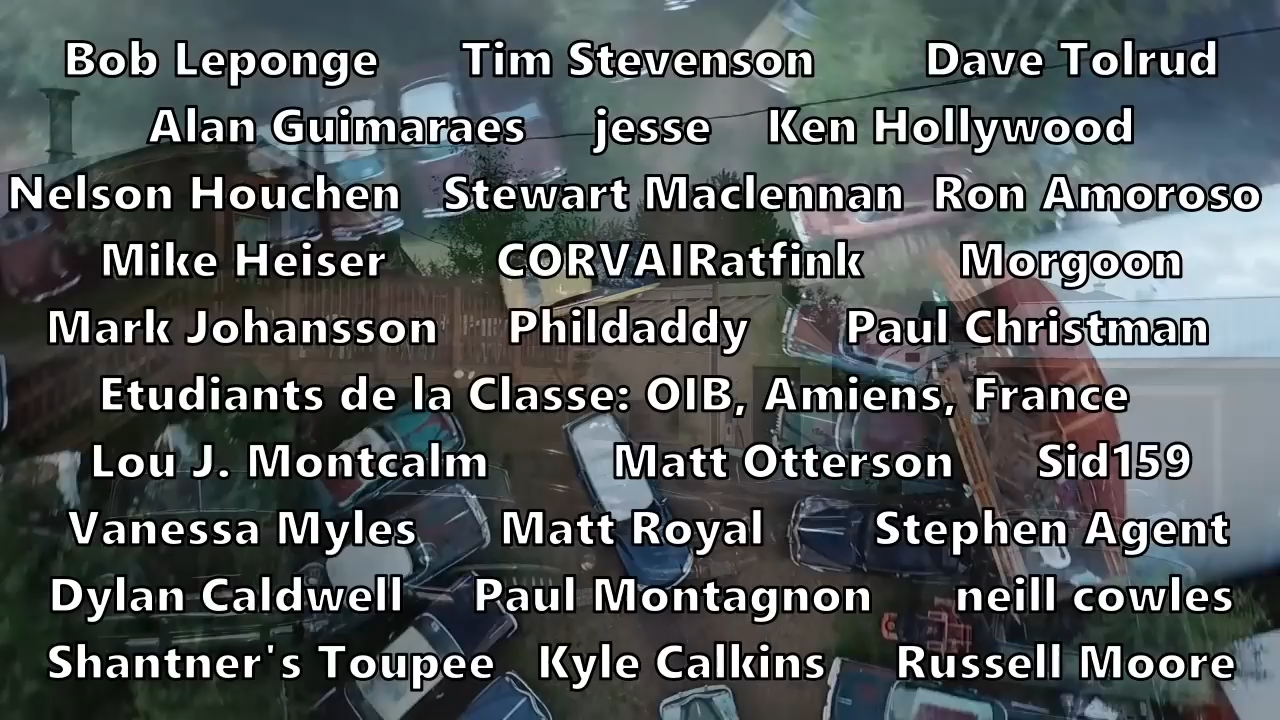 Bob Leponge Tim Stevenson Dave Tolrud
Alan Guimaraes jesse Ken Hollywood
Nelson Houchen Stewart Maclennan Ron Amoroso
Mike Heiser CORVAIRatfink Morgoon
Mark Johansson Phildaddy Paul Christman
Etudiants de la Classe: OIB, Amiens, France
Lou J. Montcalm Matt Otterson Sid159
Vanessa Myles Matt Royal Stephen Agent
Dylan Caldwell Paul Montagnon neill cowles
Shantner's Toupee Kyle Calkins Russell Moore